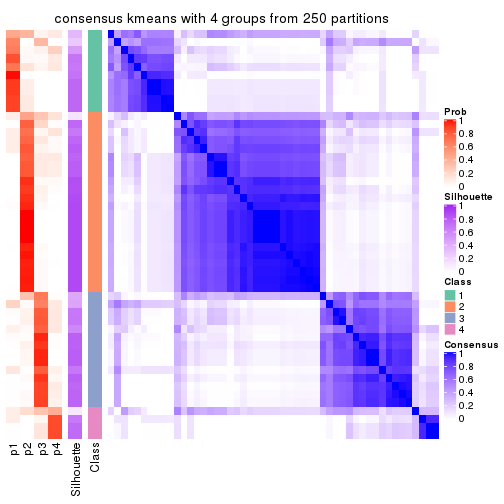 consensus kmeans with 4 groups from 250 partitions
Prob
1
0.8
0.6
0.4
0.2
0
Silhouette
1
0.8
0.6
0.4
0.2
0
Class
1
2
3
4
Consensus
1
0.8
0.6
0.4
0.2
0
p1
p2
p3
p4
Silhouette
Class